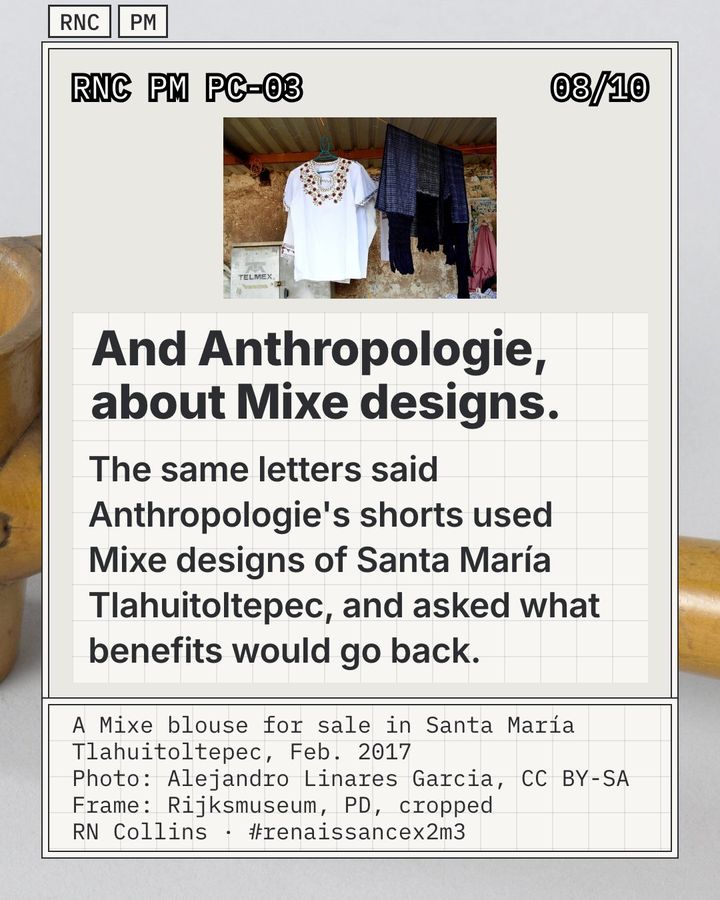 RNC PM
RNC PM PC-03 08/10
TELMEX
And Anthropologie,
about Mixe designs.
The same letters said
Anthropologie's shorts used
Mixe designs of Santa María
Tlahuitoltepec, and asked what
benefits would go back.
A Mixe blouse for sale in Santa María
Tlahuitoltepec, Feb. 2017
Photo: Alejandro Linares Garcia, CC BY-SA
Frame: Rijksmuseum, PD, cropped
RN Collins · #renaissancex2m3